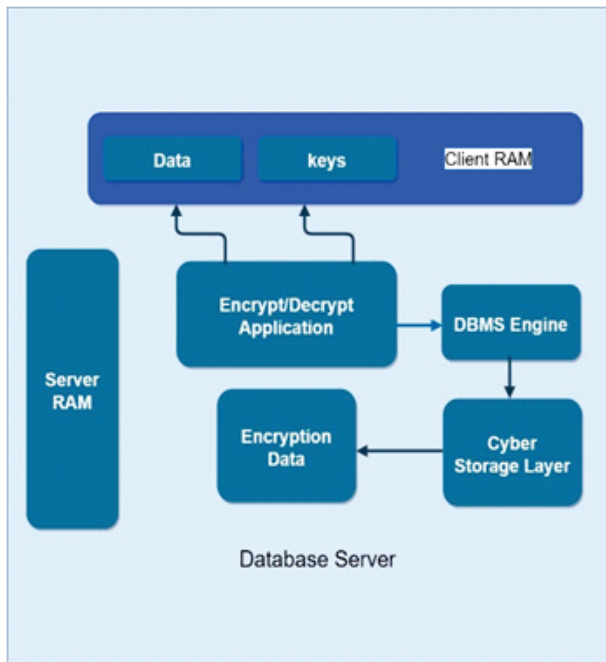 Data
keys
Client RAM
Encrypt/Decrypt
Application
DBMS Engine
Server
RAM
Encryption
Data
Cyber
Storage Layer
Database Server